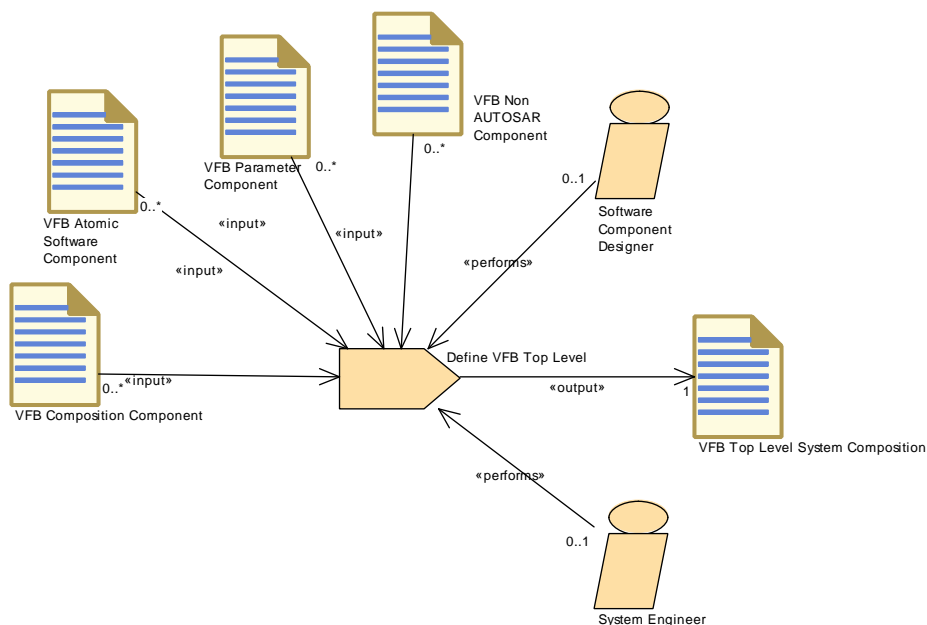 VFB Non
AUTOSAR
Component
0..*
VFB Parameter
Component
0..*
0..1
Software
Component
Designer
0..*
VFB Atomic
Software
Component
«input»
«input»
«input»
«performs»
Define VFB Top Level
0..*
«input»
VFB Composition Component
«output»
1
VFB Top Level System Composition
«performs»
0..1
System Engineer